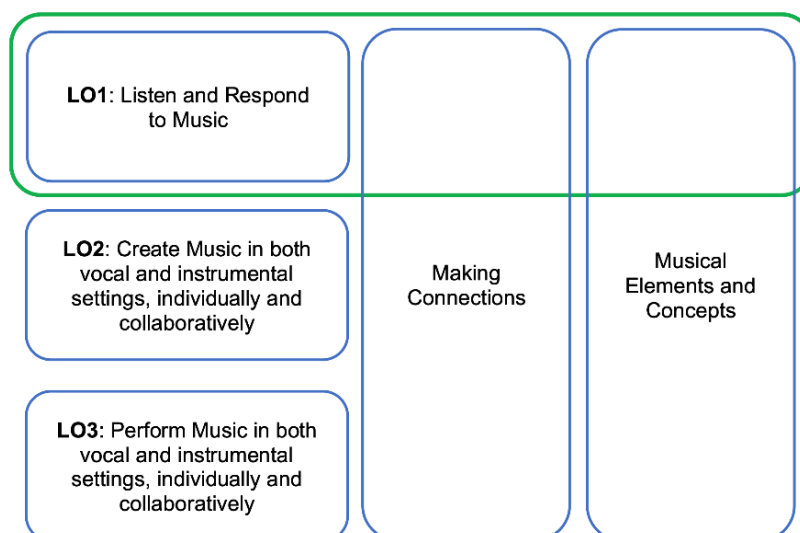 LO1: Listen and Respond
to Music
LO2: Create Music in both
vocal and instrumental
settings, individually and
collaboratively
LO3: Perform Music in both
vocal and instrumental
settings, individually and
collaboratively
Making
Connections
Musical
Elements and
Concepts